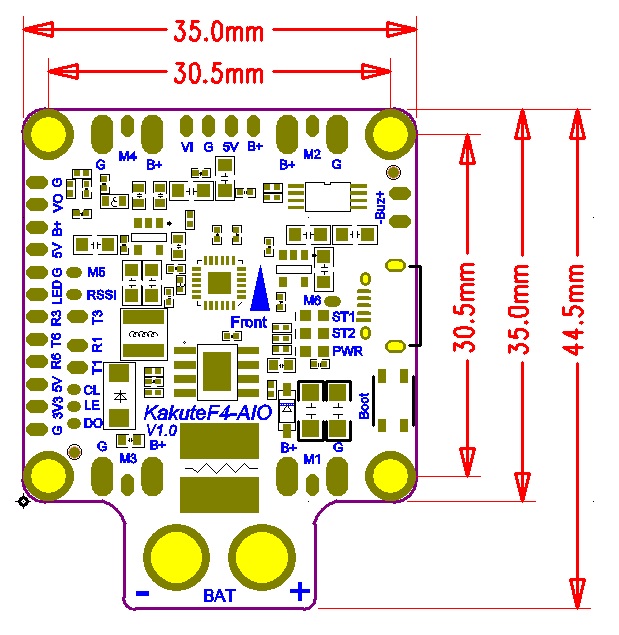 35.0mm
30.5mm
G M4 B+ VI G 5V B+ B+ M2 G
G
VO
B+
5V
G
LED
R3
T6
R6
5V
3V3
G
M5
RSSI
T3
R1
T1
CL
LE
DO
-Buz+
M6
ST1
ST2
PWR
Front
KakuteF4-AIO
V1.0
Boot
G M3 B+ B+ M1 G
- BAT +
30.5mm
35.0mm
44.5mm